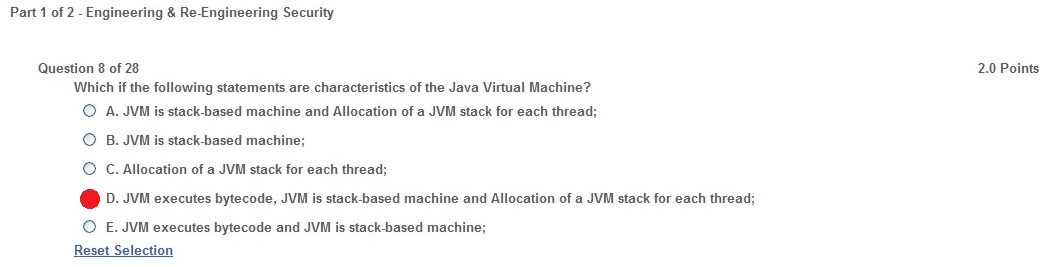 Part 1 of 2 - Engineering & Re-Engineering Security
Question 8 of 28
2.0 Points
Which if the following statements are characteristics of the Java Virtual Machine?
A. JVM is stack-based machine and Allocation of a JVM stack for each thread;
B. JVM is stack-based machine;
C. Allocation of a JVM stack for each thread;
D. JVM executes bytecode, JVM is stack-based machine and Allocation of a JVM stack for each thread;
E. JVM executes bytecode and JVM is stack-based machine;
Reset Selection